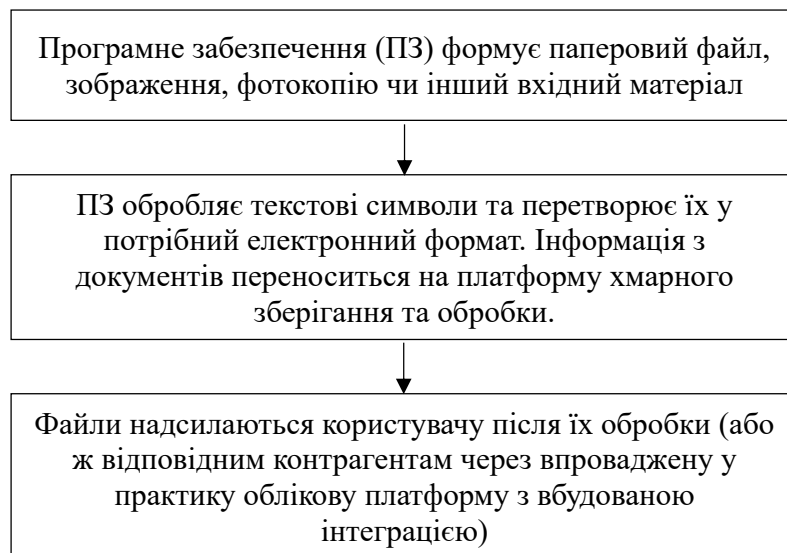 Програмне забезпечення (ПЗ) формує паперовий файл,
зображення, фотокопію чи інший вхідний матеріал
ПЗ обробляє текстові символи та перетворює їх у
потрібний електронний формат. Інформація з
документів переноситься на платформу хмарного
зберігання та обробки.
Файли надсилаються користувачу після їх обробки (або
ж відповідним контрагентам через впроваджену у
практику облікову платформу з вбудованою
інтеграцією)